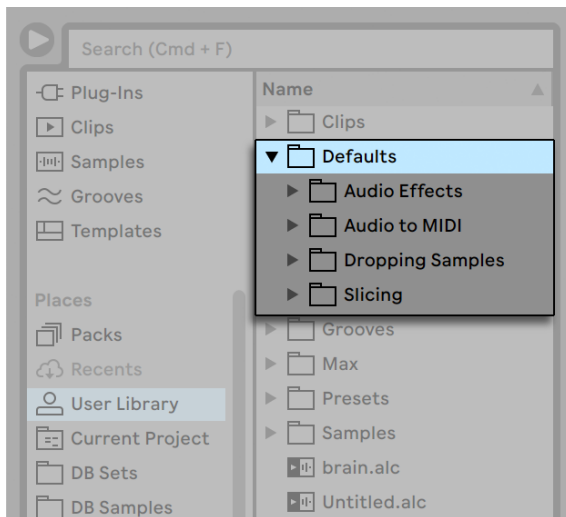 Search (Cmd + F)
Plug-Ins
Clips
Samples
Grooves
Templates
Places
Packs
Recents
User Library
Current Project
DB Sets
DB Samples
Name
Clips
Defaults
Audio Effects
Audio to MIDI
Dropping Samples
Slicing
Grooves
Max
Presets
Samples
brain.alc
Untitled.alc